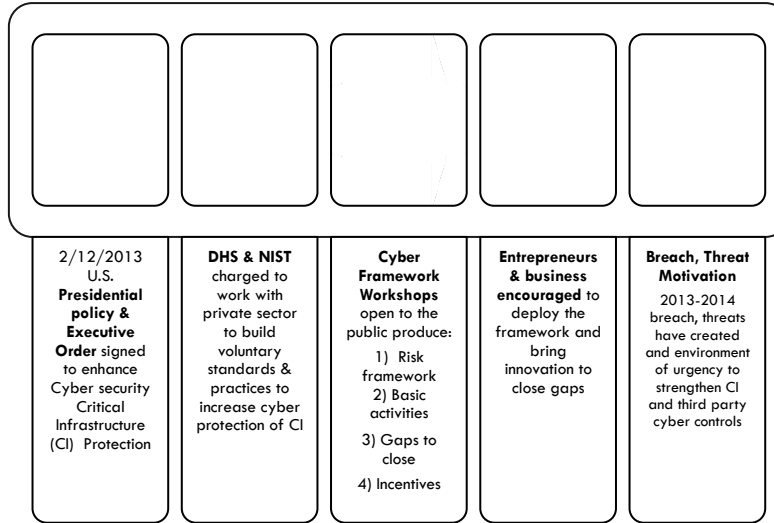 2/12/2013
U.S.
Presidential
policy &
Executive
Order signed
to enhance
Cyber security
Critical
Infrastructure
(CI) Protection
DHS & NIST
charged to
work with
private sector
to build
voluntary
standards &
practices to
increase cyber
protection of CI
Cyber
Framework
Workshops
open to the
public produce:
1) Risk
framework
2) Basic
activities
3) Gaps to
close
4) Incentives
Entrepreneurs
& business
encouraged to
deploy the
framework and
bring
innovation to
close gaps
Breach, Threat
Motivation
2013-2014
breach, threats
have created
and environment
of urgency to
strengthen CI
and third party
cyber controls